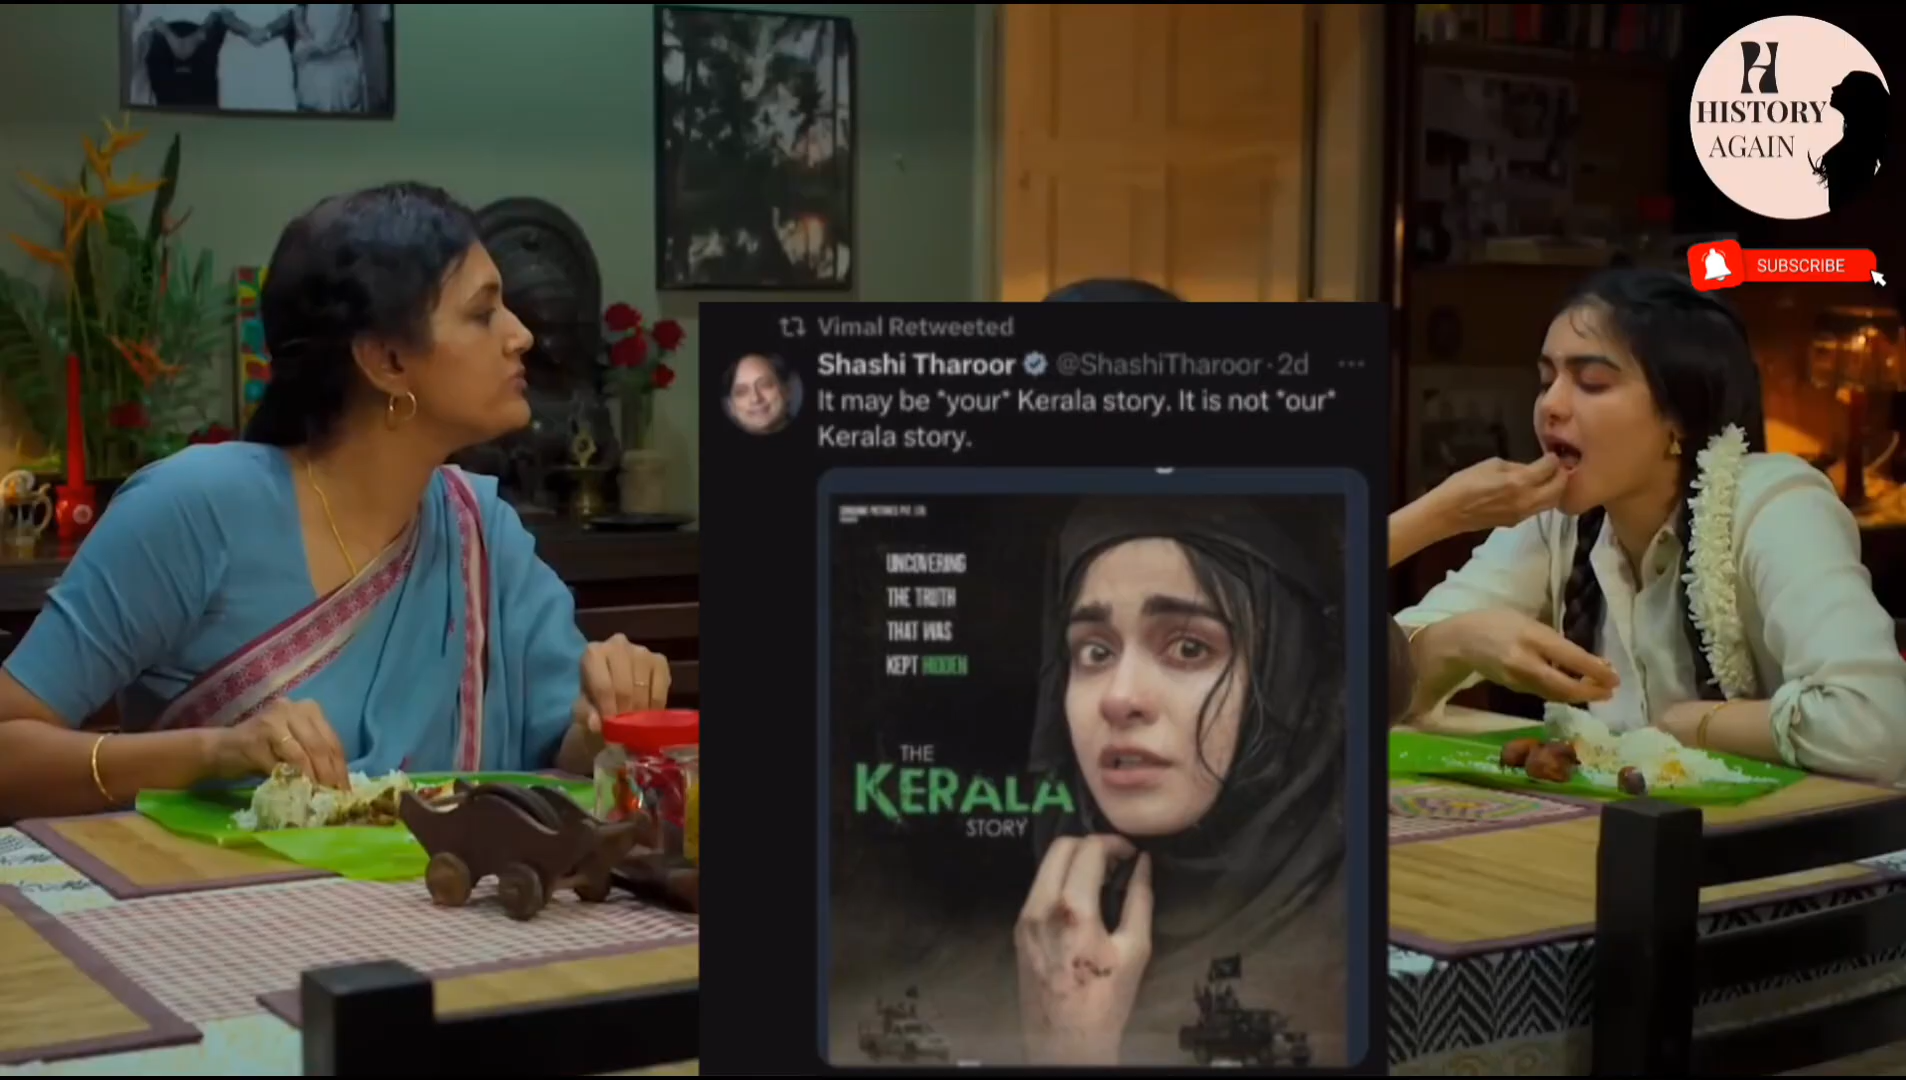 HISTORY
AGAIN
SUBSCRIBE
Vimal Retweeted
Shashi Tharoor @ShashiTharoor · 2d
It may be *your* Kerala story. It is not *our*
Kerala story.
UNCOVERING
THE TRUTH
THAT WAS
KEPT HIDDEN
THE
KERALA
STORY